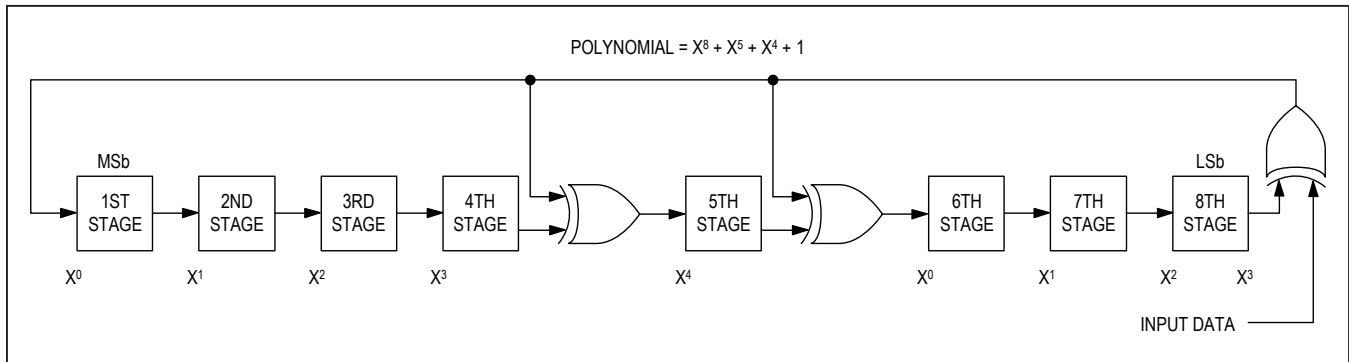 POLYNOMIAL = X⁸ + X⁵ + X⁴ + 1
MSb
LSb
1ST STAGE
2ND STAGE
3RD STAGE
4TH STAGE
5TH STAGE
6TH STAGE
7TH STAGE
8TH STAGE
X⁰
X¹
X²
X³
X⁴
X⁰
X¹
X²
X³
INPUT DATA